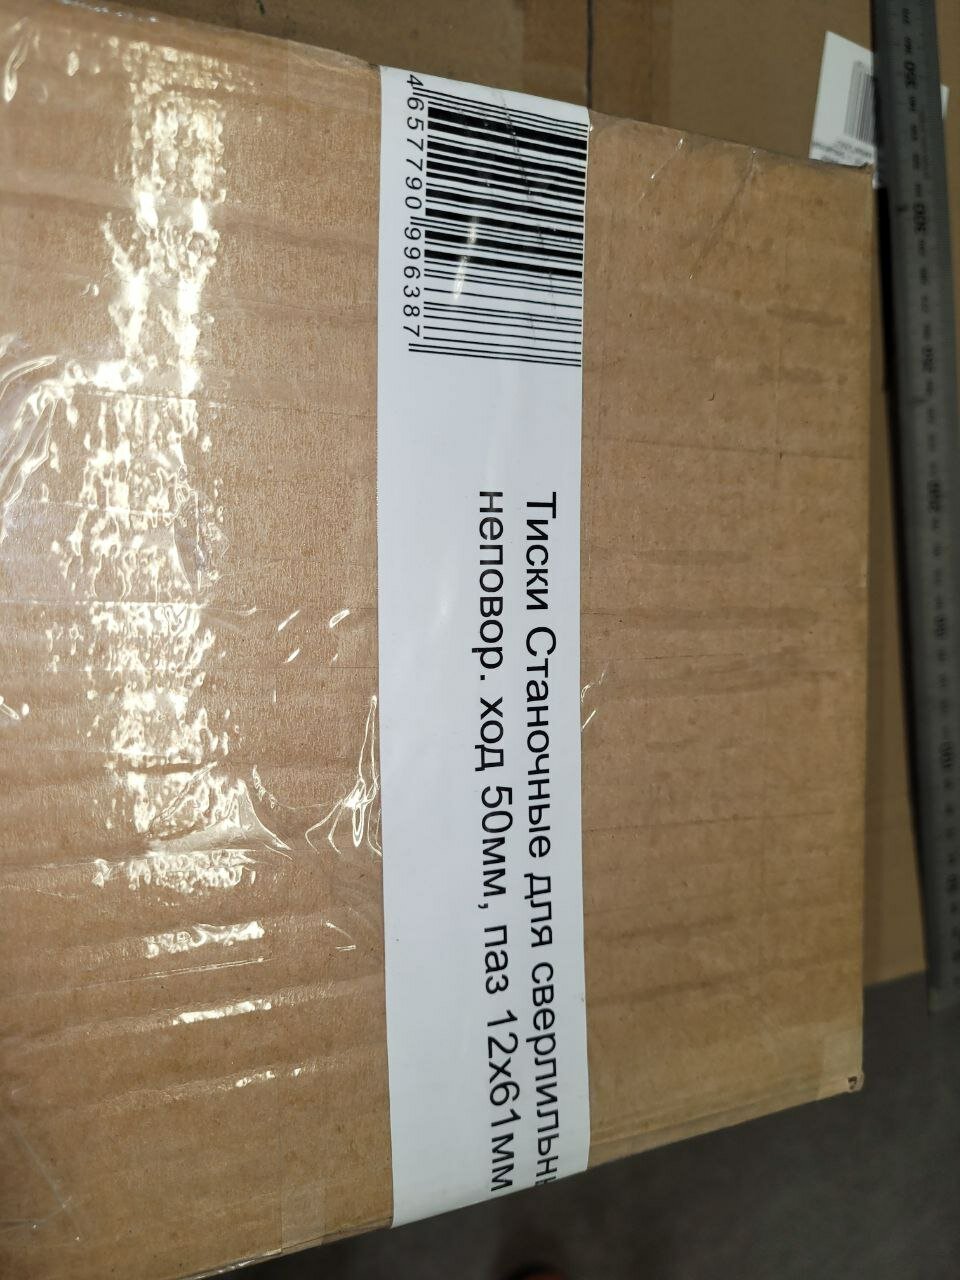 4657790996387
Тиски Станочные для сверлильн
неповор. ход 50мм, паз 12х61мм